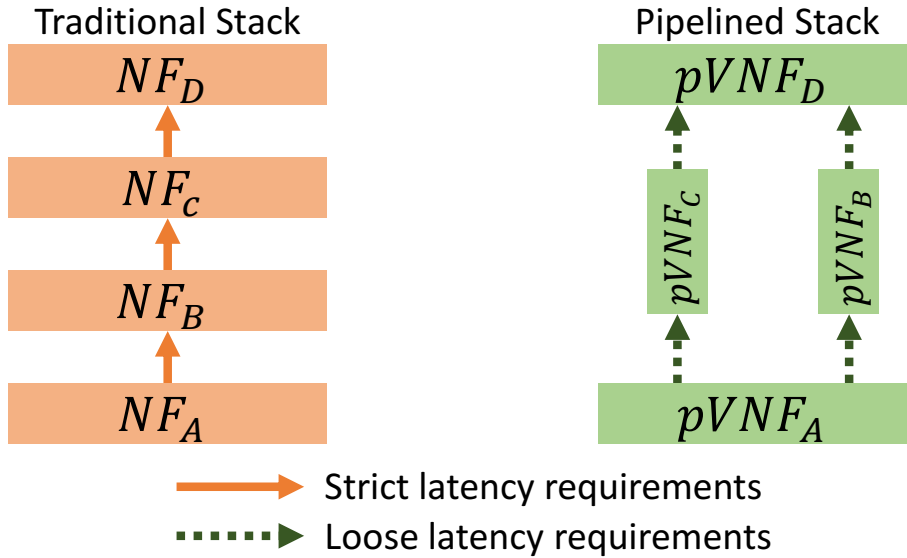 Traditional Stack
NF_D
NF_c
NF_B
NF_A
Pipelined Stack
pVNF_D
pVNF_C
pVNF_B
pVNF_A
Strict latency requirements
Loose latency requirements